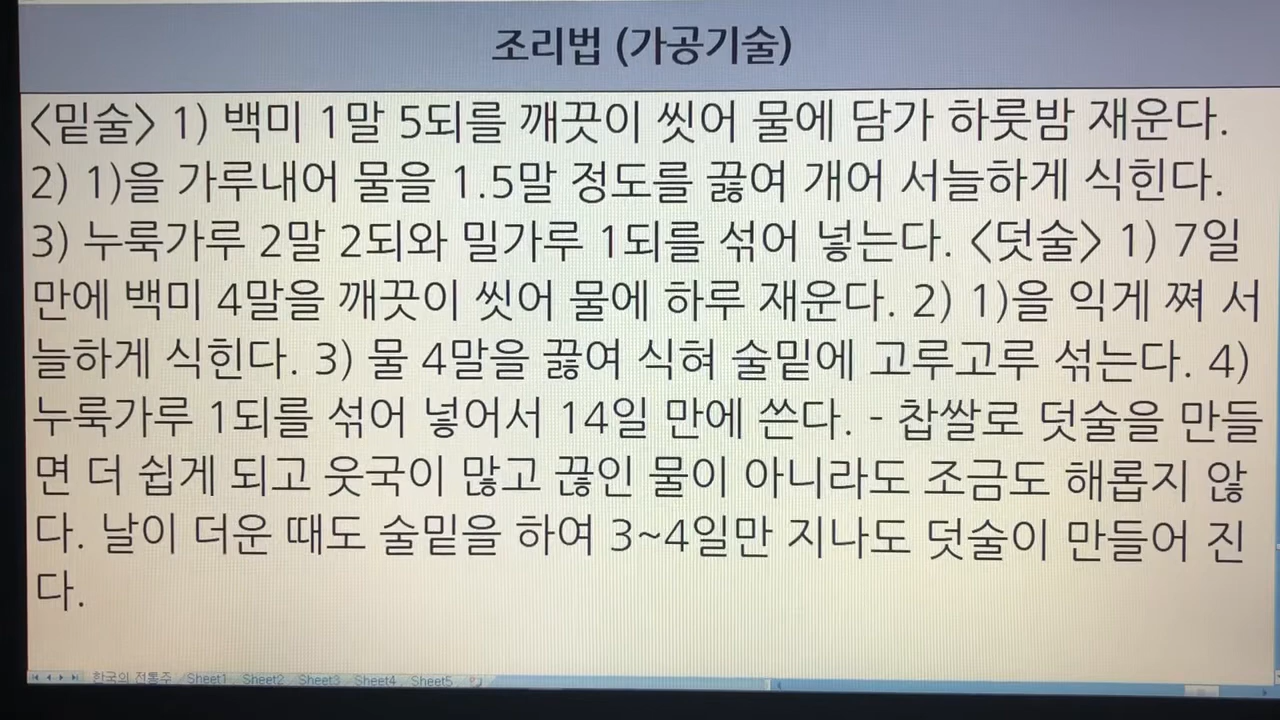 조리법 (가공기술)
〈밑술〉 1) 백미 1말 5되를 깨끗이 씻어 물에 담가 하룻밤 재운다.
2) 1)을 가루내어 물을 1.5말 정도를 끓여 개어 서늘하게 식힌다.
3) 누룩가루 2말 2되와 밀가루 1되를 섞어 넣는다. 〈덧술〉 1) 7일
만에 백미 4말을 깨끗이 씻어 물에 하루 재운다. 2) 1)을 익게 쪄 서
늘하게 식힌다. 3) 물 4말을 끓여 식혀 술밑에 고루고루 섞는다. 4)
누룩가루 1되를 섞어 넣어서 14일 만에 쓴다. - 찹쌀로 덧술을 만들
면 더 쉽게 되고 웃국이 많고 끊인 물이 아니라도 조금도 해롭지 않
다. 날이 더운 때도 술밑을 하여 3~4일만 지나도 덧술이 만들어 진
다.
한국의 전통주 Sheet1 Sheet2 Sheet3 Sheet4 Sheet5